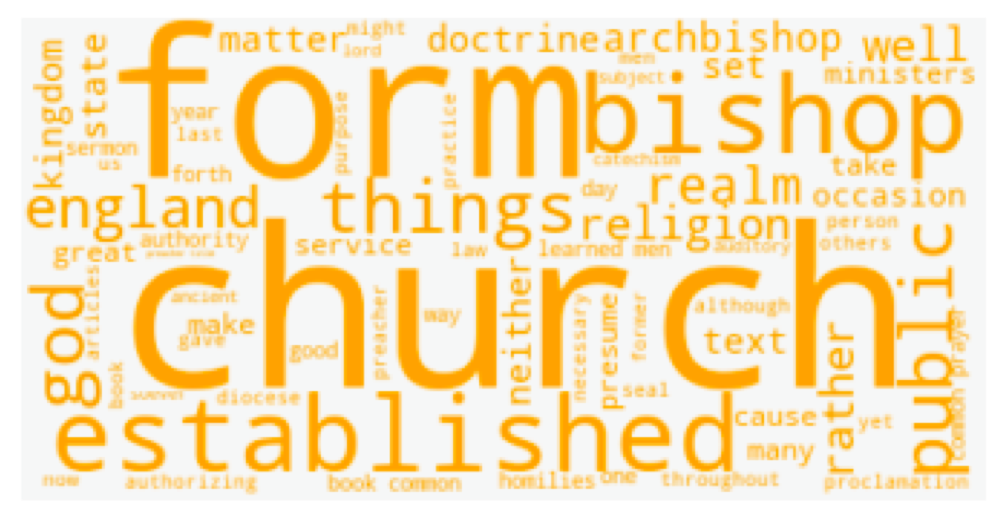 matter might doctrine archbishop well
lord men set ministers
kingdom state form bishop subject
year purpose practice
sermon last catechism take
us forth day realm occasion
england things religion person
great authority service law learned men auditory others
god articles church neither public
ancient preacher way necessary presume former although
gave make good text rather common prayer
book diocese seal
established cause yet
many
now authorizing book common homilies one throughout proclamation